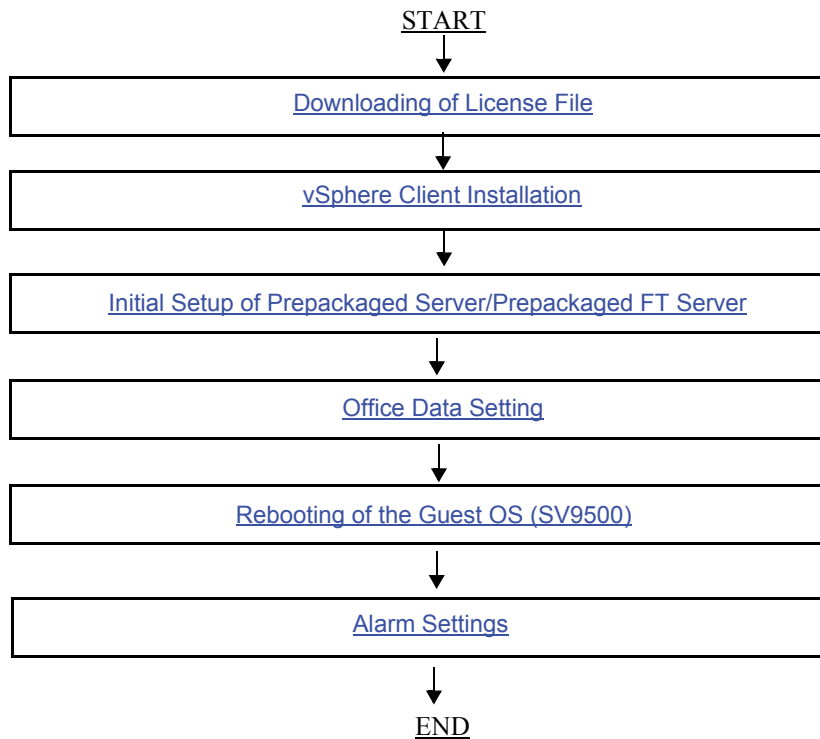 START
Downloading of License File
vSphere Client Installation
Initial Setup of Prepackaged Server/Prepackaged FT Server
Office Data Setting
Rebooting of the Guest OS (SV9500)
Alarm Settings
END